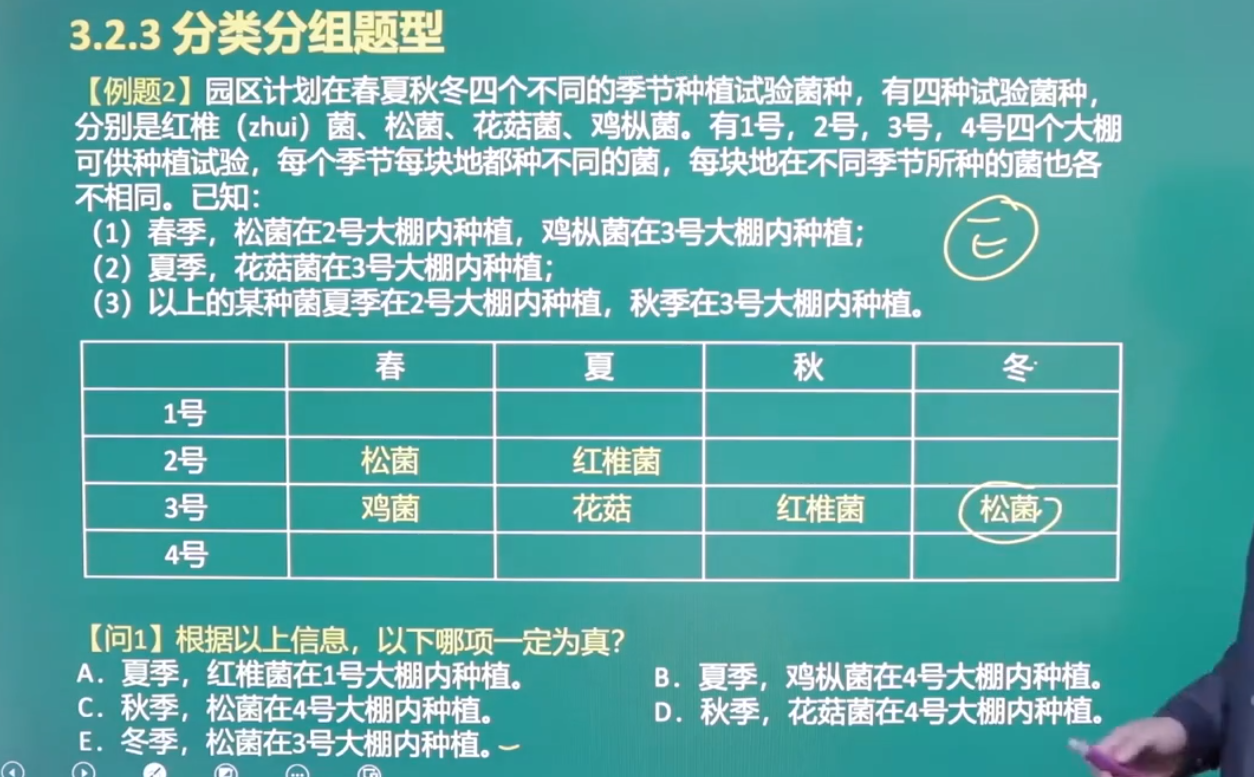 3.2.3 分类分组题型
【例题2】园区计划在春夏秋冬四个不同的季节种植试验菌种，有四种试验菌种，
分别是红椎（zhui）菌、松菌、花菇菌、鸡枞菌。有1号，2号，3号，4号四个大棚
可供种植试验，每个季节每块地都种不同的菌，每块地在不同季节所种的菌也各
不相同。已知：
（1）春季，松菌在2号大棚内种植，鸡枞菌在3号大棚内种植；
（2）夏季，花菇菌在3号大棚内种植；
（3）以上的某种菌夏季在2号大棚内种植，秋季在3号大棚内种植。
E
春 夏 秋 冬
1号
2号 松菌 红椎菌
3号 鸡菌 花菇 红椎菌 松菌
4号
【问1】根据以上信息，以下哪项一定为真？
A．夏季，红椎菌在1号大棚内种植。 B．夏季，鸡枞菌在4号大棚内种植。
C．秋季，松菌在4号大棚内种植。 D．秋季，花菇菌在4号大棚内种植。
E．冬季，松菌在3号大棚内种植。